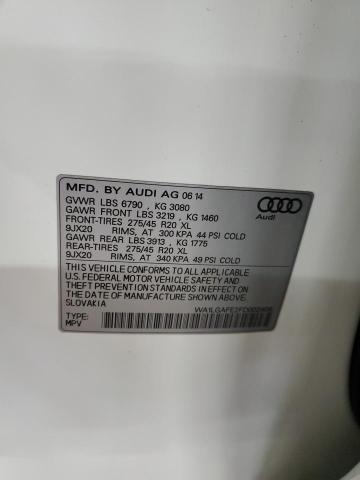 MFD. BY AUDI AG 06 14
GVWR LBS 6790 , KG 3080
GAWR FRONT LBS 3219 , KG 1460
FRONT-TIRES 275/45 R20 XL
9JX20 RIMS, AT 300 KPA 44 PSI COLD
GAWR REAR LBS 3913 , KG 1775
REAR-TIRES 275/45 R20 XL
9JX20 RIMS, AT 340 KPA 49 PSI COLD
THIS VEHICLE CONFORMS TO ALL APPLICABLE
U.S. FEDERAL MOTOR VEHICLE SAFETY AND
THEFT PREVENTION STANDARDS IN EFFECT ON
THE DATE OF MANUFACTURE SHOWN ABOVE.
SLOVAKIA
TYPE:
MPV
Audi